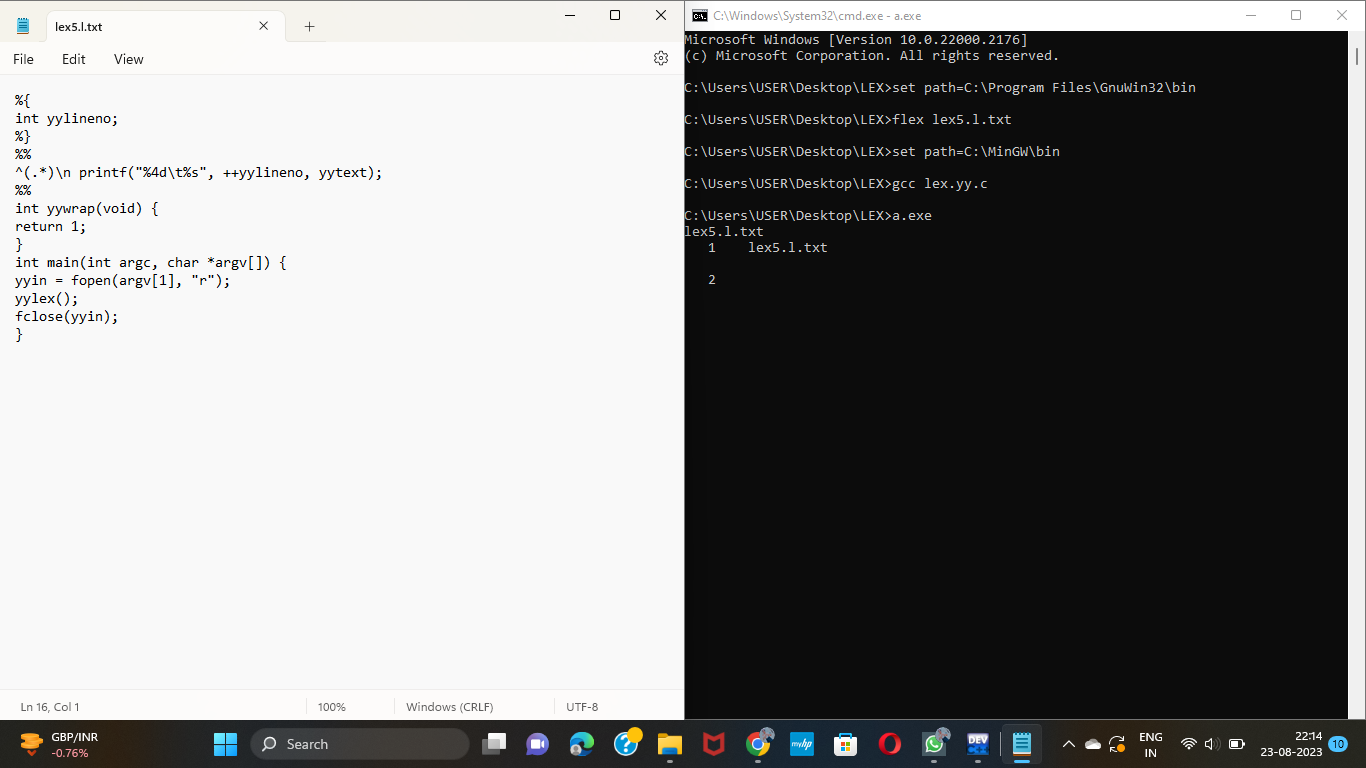 lex5.l.txt
File Edit View
%{
int yylineno;
%}
%%
^(.*)\n printf("%4d\t%s", ++yylineno, yytext);
%%
int yywrap(void) {
return 1;
}
int main(int argc, char *argv[]) {
yyin = fopen(argv[1], "r");
yylex();
fclose(yyin);
}
Ln 16, Col 1
100%
Windows (CRLF)
UTF-8
C:\Windows\System32\cmd.exe - a.exe
Microsoft Windows [Version 10.0.22000.2176]
(c) Microsoft Corporation. All rights reserved.
C:\Users\USER\Desktop\LEX>set path=C:\Program Files\GnuWin32\bin
C:\Users\USER\Desktop\LEX>flex lex5.l.txt
C:\Users\USER\Desktop\LEX>set path=C:\MinGW\bin
C:\Users\USER\Desktop\LEX>gcc lex.yy.c
C:\Users\USER\Desktop\LEX>a.exe
lex5.l.txt
1 lex5.l.txt
2
GBP/INR
-0.76%
Search
myhp
DEV
ENG
IN
22:14
23-08-2023
10